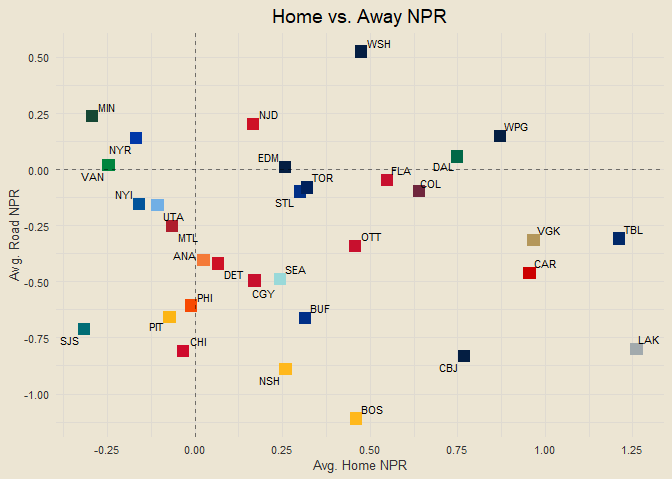 Home vs. Away NPR
WSH
0.50
MIN
NJD
0.25
WPG
NYR
EDM
DAL
0.00
VAN
FLA
TOR
COL
NYI
STL
UTA
-0.25
MTL
OTT
VGK
TBL
ANA
DET
SEA
CAR
-0.50
CGY
PHI
BUF
PIT
SJS
CHI
LAK
-0.75
NSH
CBJ
-1.00
BOS
Avg. Road NPR
-0.25
0.00
0.25
0.50
0.75
1.00
1.25
Avg. Home NPR